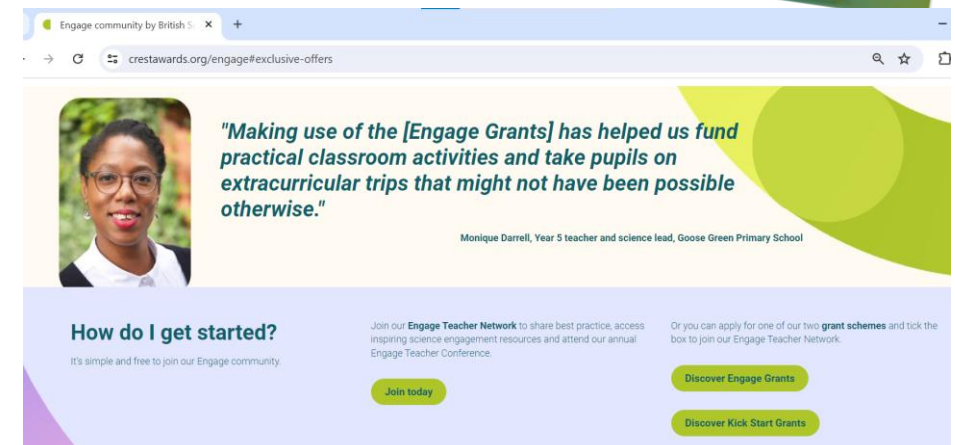 Engage community by British S
crestawards.org/engage#exclusive-offers
"Making use of the [Engage Grants] has helped us fund
practical classroom activities and take pupils on
extracurricular trips that might not have been possible
otherwise."
Monique Darrell, Year 5 teacher and science lead, Goose Green Primary School
How do I get started?
It's simple and free to join our Engage community.
Join our Engage Teacher Network to share best practice, access
inspiring science engagement resources and attend our annual
Engage Teacher Conference.
Join today
Or you can apply for one of our two grant schemes and tick the
box to join our Engage Teacher Network.
Discover Engage Grants
Discover Kick Start Grants